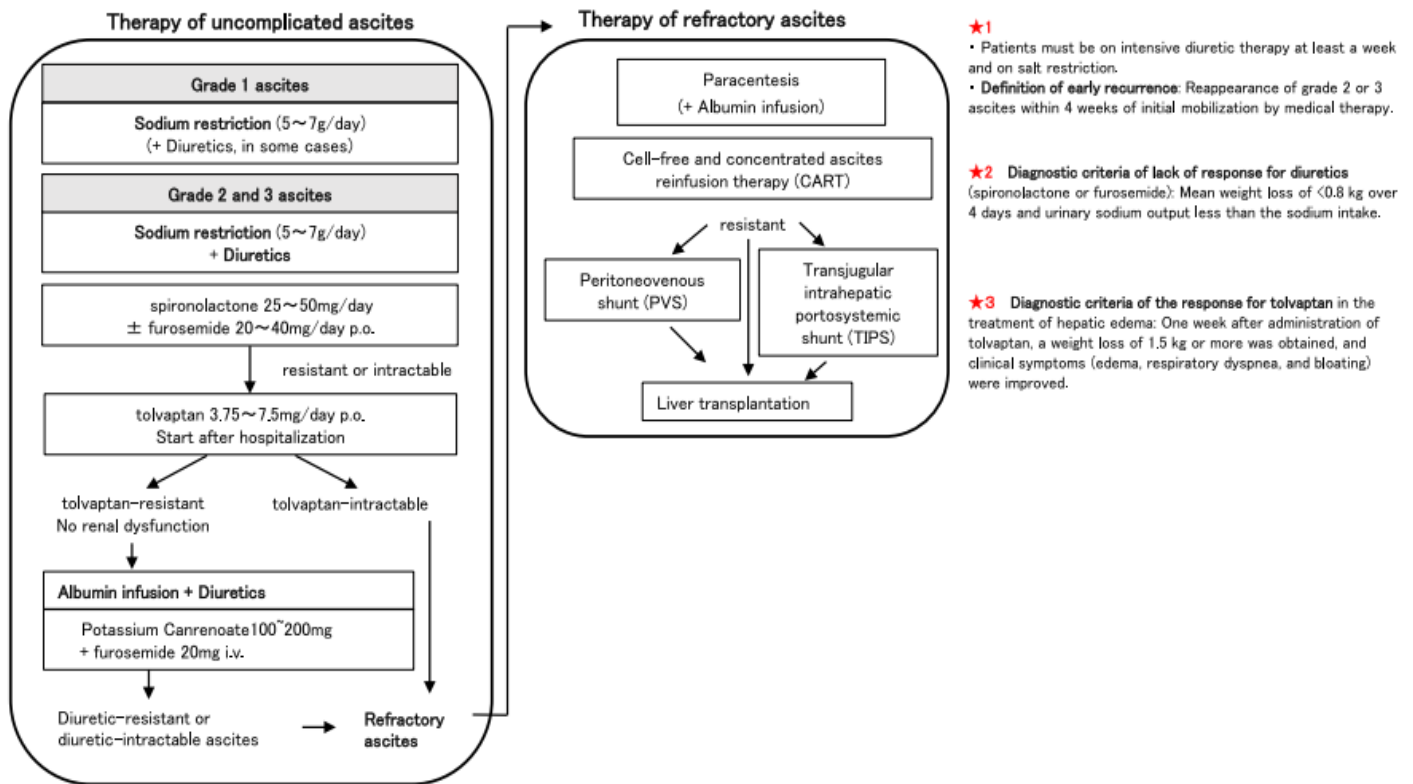 Therapy of uncomplicated ascites
Grade 1 ascites
Sodium restriction (5～7g/day)
(+ Diuretics, in some cases)
Grade 2 and 3 ascites
Sodium restriction (5～7g/day)
+ Diuretics
spironolactone 25～50mg/day
± furosemide 20～40mg/day p.o.
resistant or intractable
tolvaptan 3.75～7.5mg/day p.o.
Start after hospitalization
tolvaptan-resistant
No renal dysfunction
tolvaptan-intractable
Albumin infusion + Diuretics
Potassium Canrenoate100~200mg
+ furosemide 20mg i.v.
Diuretic-resistant or
diuretic-intractable ascites
Refractory
ascites
Therapy of refractory ascites
Paracentesis
(+ Albumin infusion)
Cell-free and concentrated ascites
reinfusion therapy (CART)
resistant
Peritoneovenous
shunt (PVS)
Transjugular
intrahepatic
portosystemic
shunt (TIPS)
Liver transplantation
★1
・Patients must be on intensive diuretic therapy at least a week
and on salt restriction.
・Definition of early recurrence: Reappearance of grade 2 or 3
ascites within 4 weeks of initial mobilization by medical therapy.
★2 Diagnostic criteria of lack of response for diuretics
(spironolactone or furosemide): Mean weight loss of <0.8 kg over
4 days and urinary sodium output less than the sodium intake.
★3 Diagnostic criteria of the response for tolvaptan in the
treatment of hepatic edema: One week after administration of
tolvaptan, a weight loss of 1.5 kg or more was obtained, and
clinical symptoms (edema, respiratory dyspnea, and bloating)
were improved.